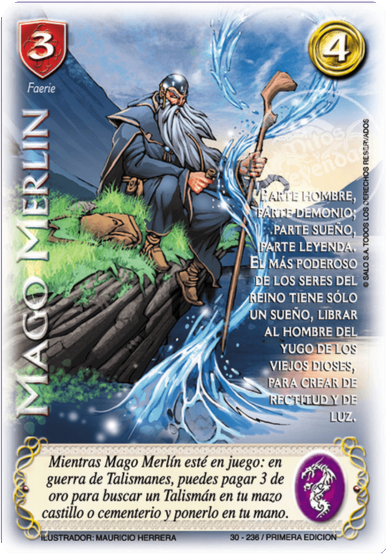 3
4
Faerie
MAGO MERLIN
PARTE HOMBRE,
PARTE DEMONIO;
PARTE SUEÑO,
PARTE LEYENDA.
EL MÁS PODEROSO
DE LOS SERES DEL
REINO TIENE SÓLO
UN SUEÑO, LIBRAR
AL HOMBRE DEL
YUGO DE LOS
VIEJOS DIOSES,
PARA CREAR DE
RECTITUD Y DE
LUZ.
© SALO S.A. TODOS LOS DERECHOS RESERVADOS
Mientras Mago Merlín esté en juego: en
guerra de Talismanes, puedes pagar 3 de
oro para buscar un Talismán en tu mazo
castillo o cementerio y ponerlo en tu mano.
ILUSTRADOR: MAURICIO HERRERA
30 - 236 / PRIMERA EDICION